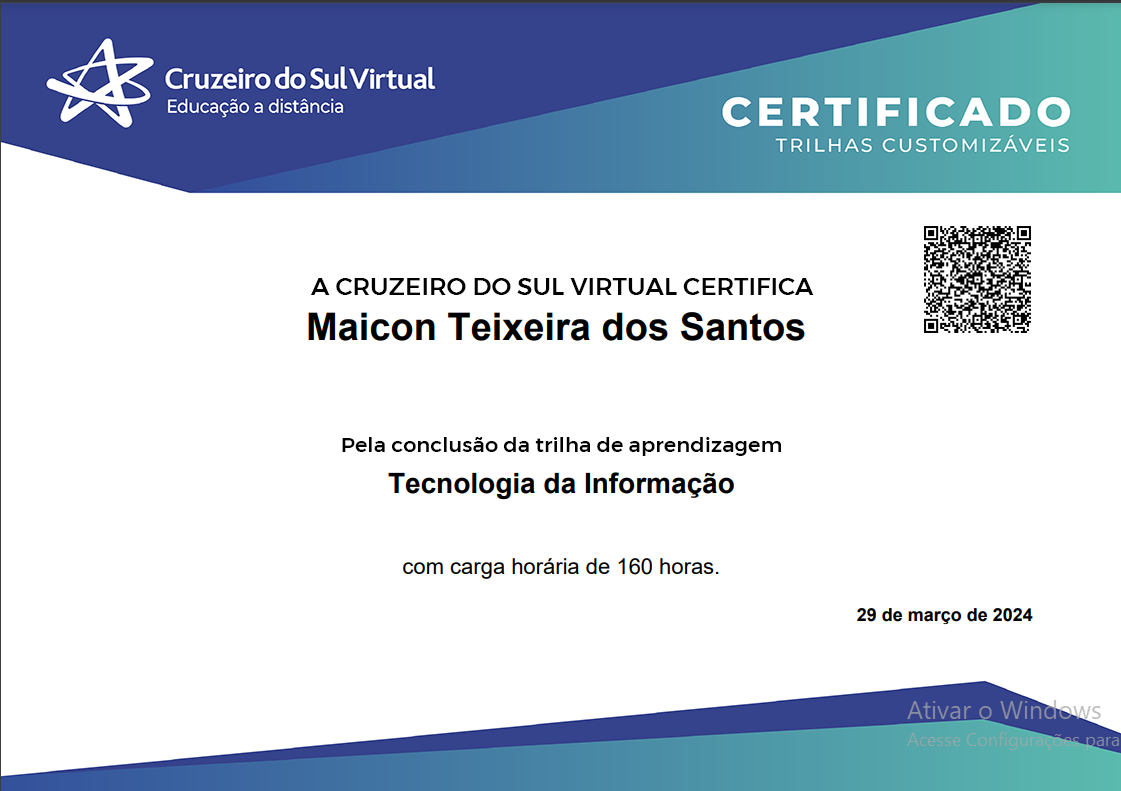 Cruzeiro do Sul Virtual
Educação a distância
CERTIFICADO
TRILHAS CUSTOMIZÁVEIS
A CRUZEIRO DO SUL VIRTUAL CERTIFICA
Maicon Teixeira dos Santos
Pela conclusão da trilha de aprendizagem
Tecnologia da Informação
com carga horária de 160 horas.
29 de março de 2024
Ativar o Windows
Acesse Configurações para